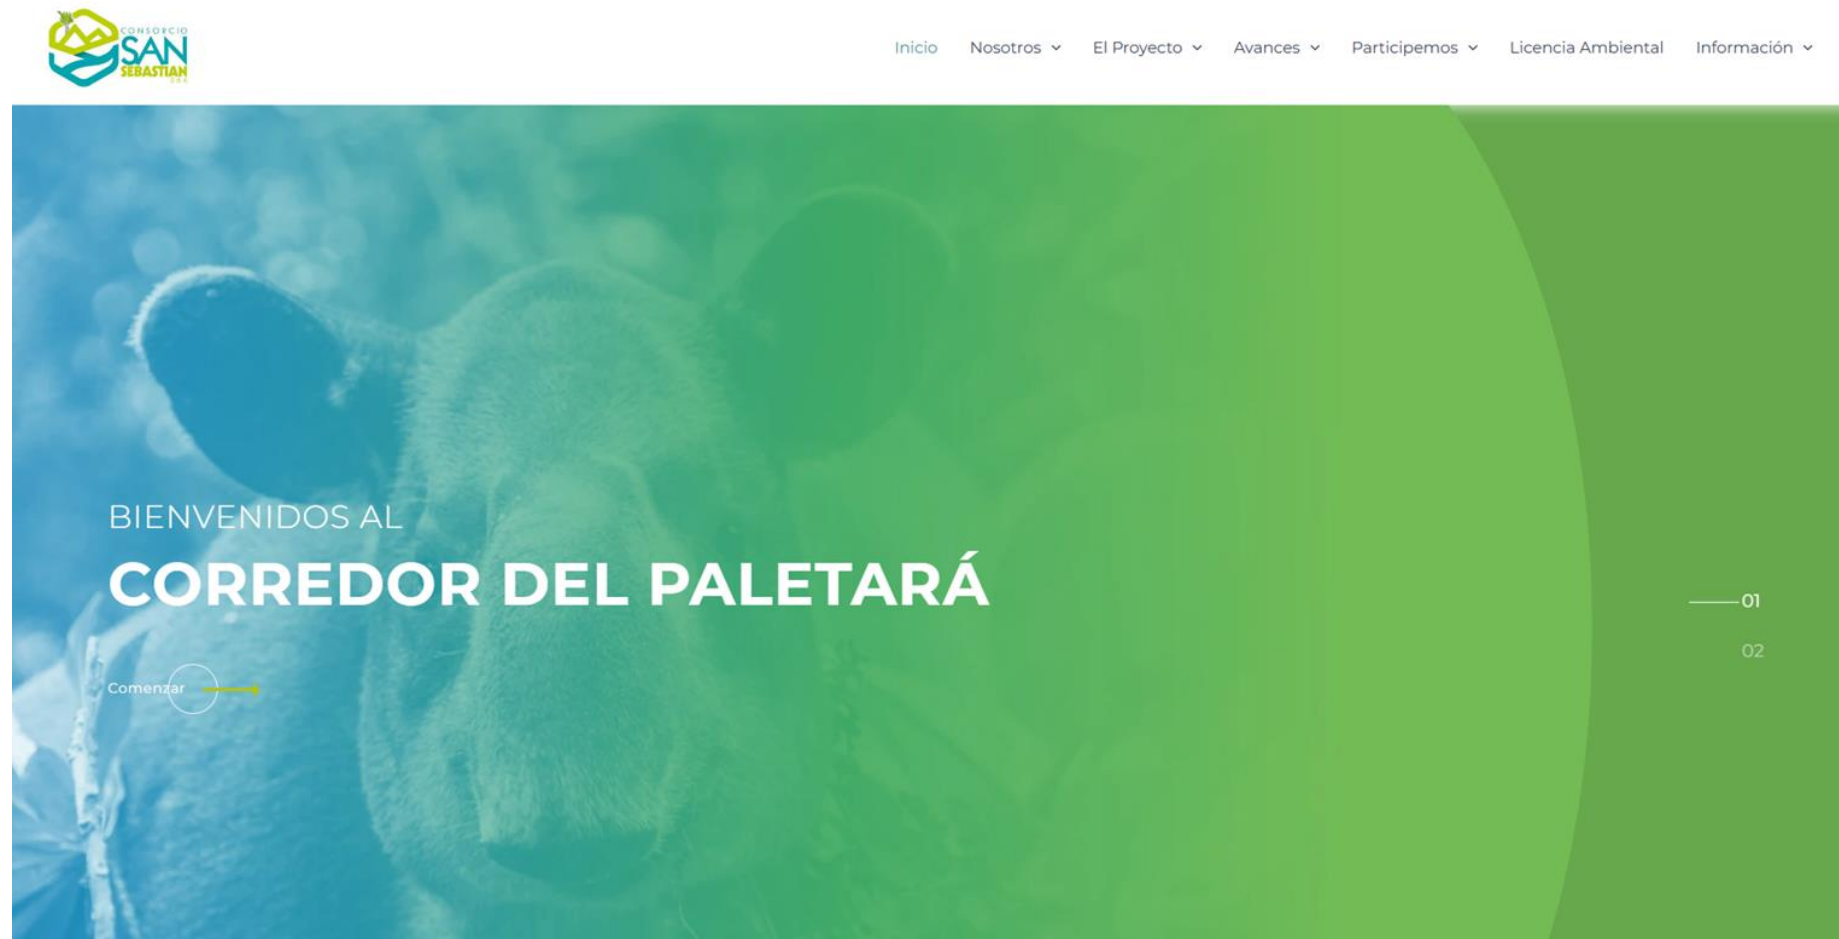 CONSORCIO
SAN
SEBASTIAN
Inicio
Nosotros
El Proyecto
Avances
Participemos
Licencia Ambiental
Información
BIENVENIDOS AL
CORREDOR DEL PALETARÁ
01
02
Comenzar